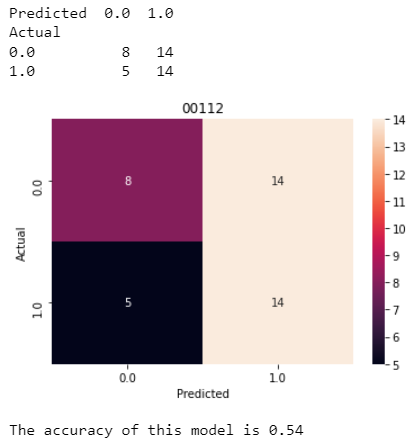 Predicted 0.0 1.0
Actual
0.0 8 14
1.0 5 14
00112
14
13
12
11
10
9
8
7
6
5
Actual
0.0
1.0
8 14
5 14
0.0 1.0
Predicted
The accuracy of this model is 0.54